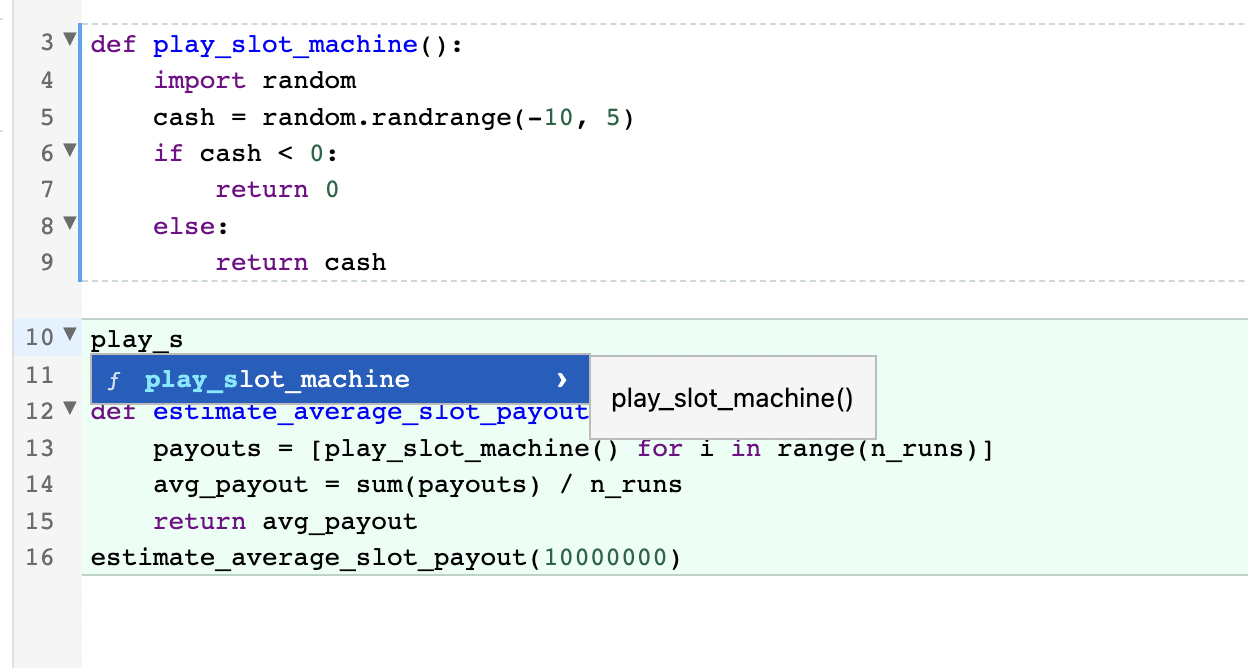 3 def play_slot_machine():
4 import random
5 cash = random.randrange(-10, 5)
6 if cash < 0:
7 return 0
8 else:
9 return cash
10 play_s
11 ƒ play_slot_machine ❯ play_slot_machine()
12 def estimate_average_slot_payout
13 payouts = [play_slot_machine() for i in range(n_runs)]
14 avg_payout = sum(payouts) / n_runs
15 return avg_payout
16 estimate_average_slot_payout(10000000)